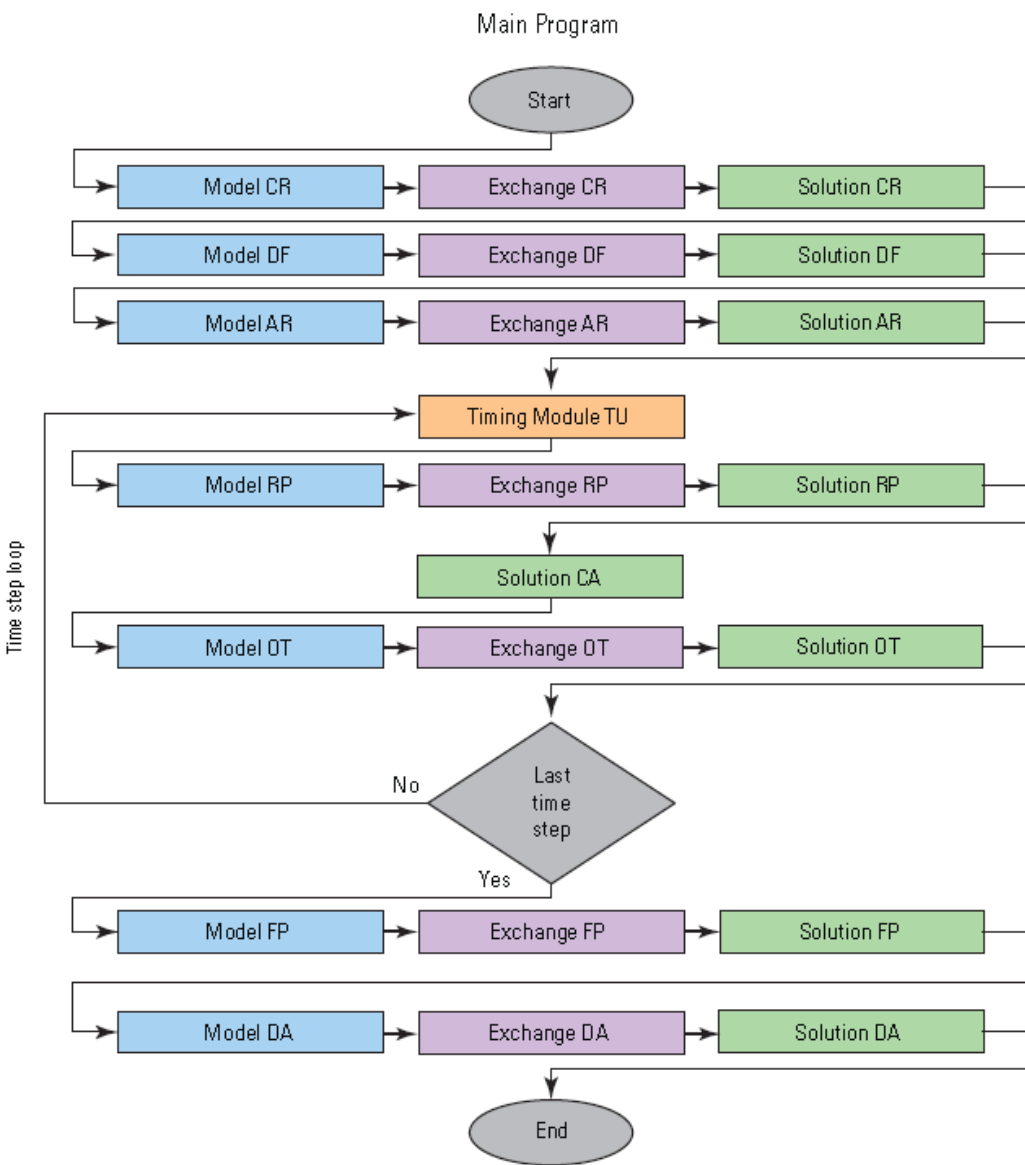 Main Program
Start
Model CR
Exchange CR
Solution CR
Model DF
Exchange DF
Solution DF
Model AR
Exchange AR
Solution AR
Timing Module TU
Model RP
Exchange RP
Solution RP
Solution CA
Time step loop
Model OT
Exchange OT
Solution OT
Last
time
step
No
Yes
Model FP
Exchange FP
Solution FP
Model DA
Exchange DA
Solution DA
End